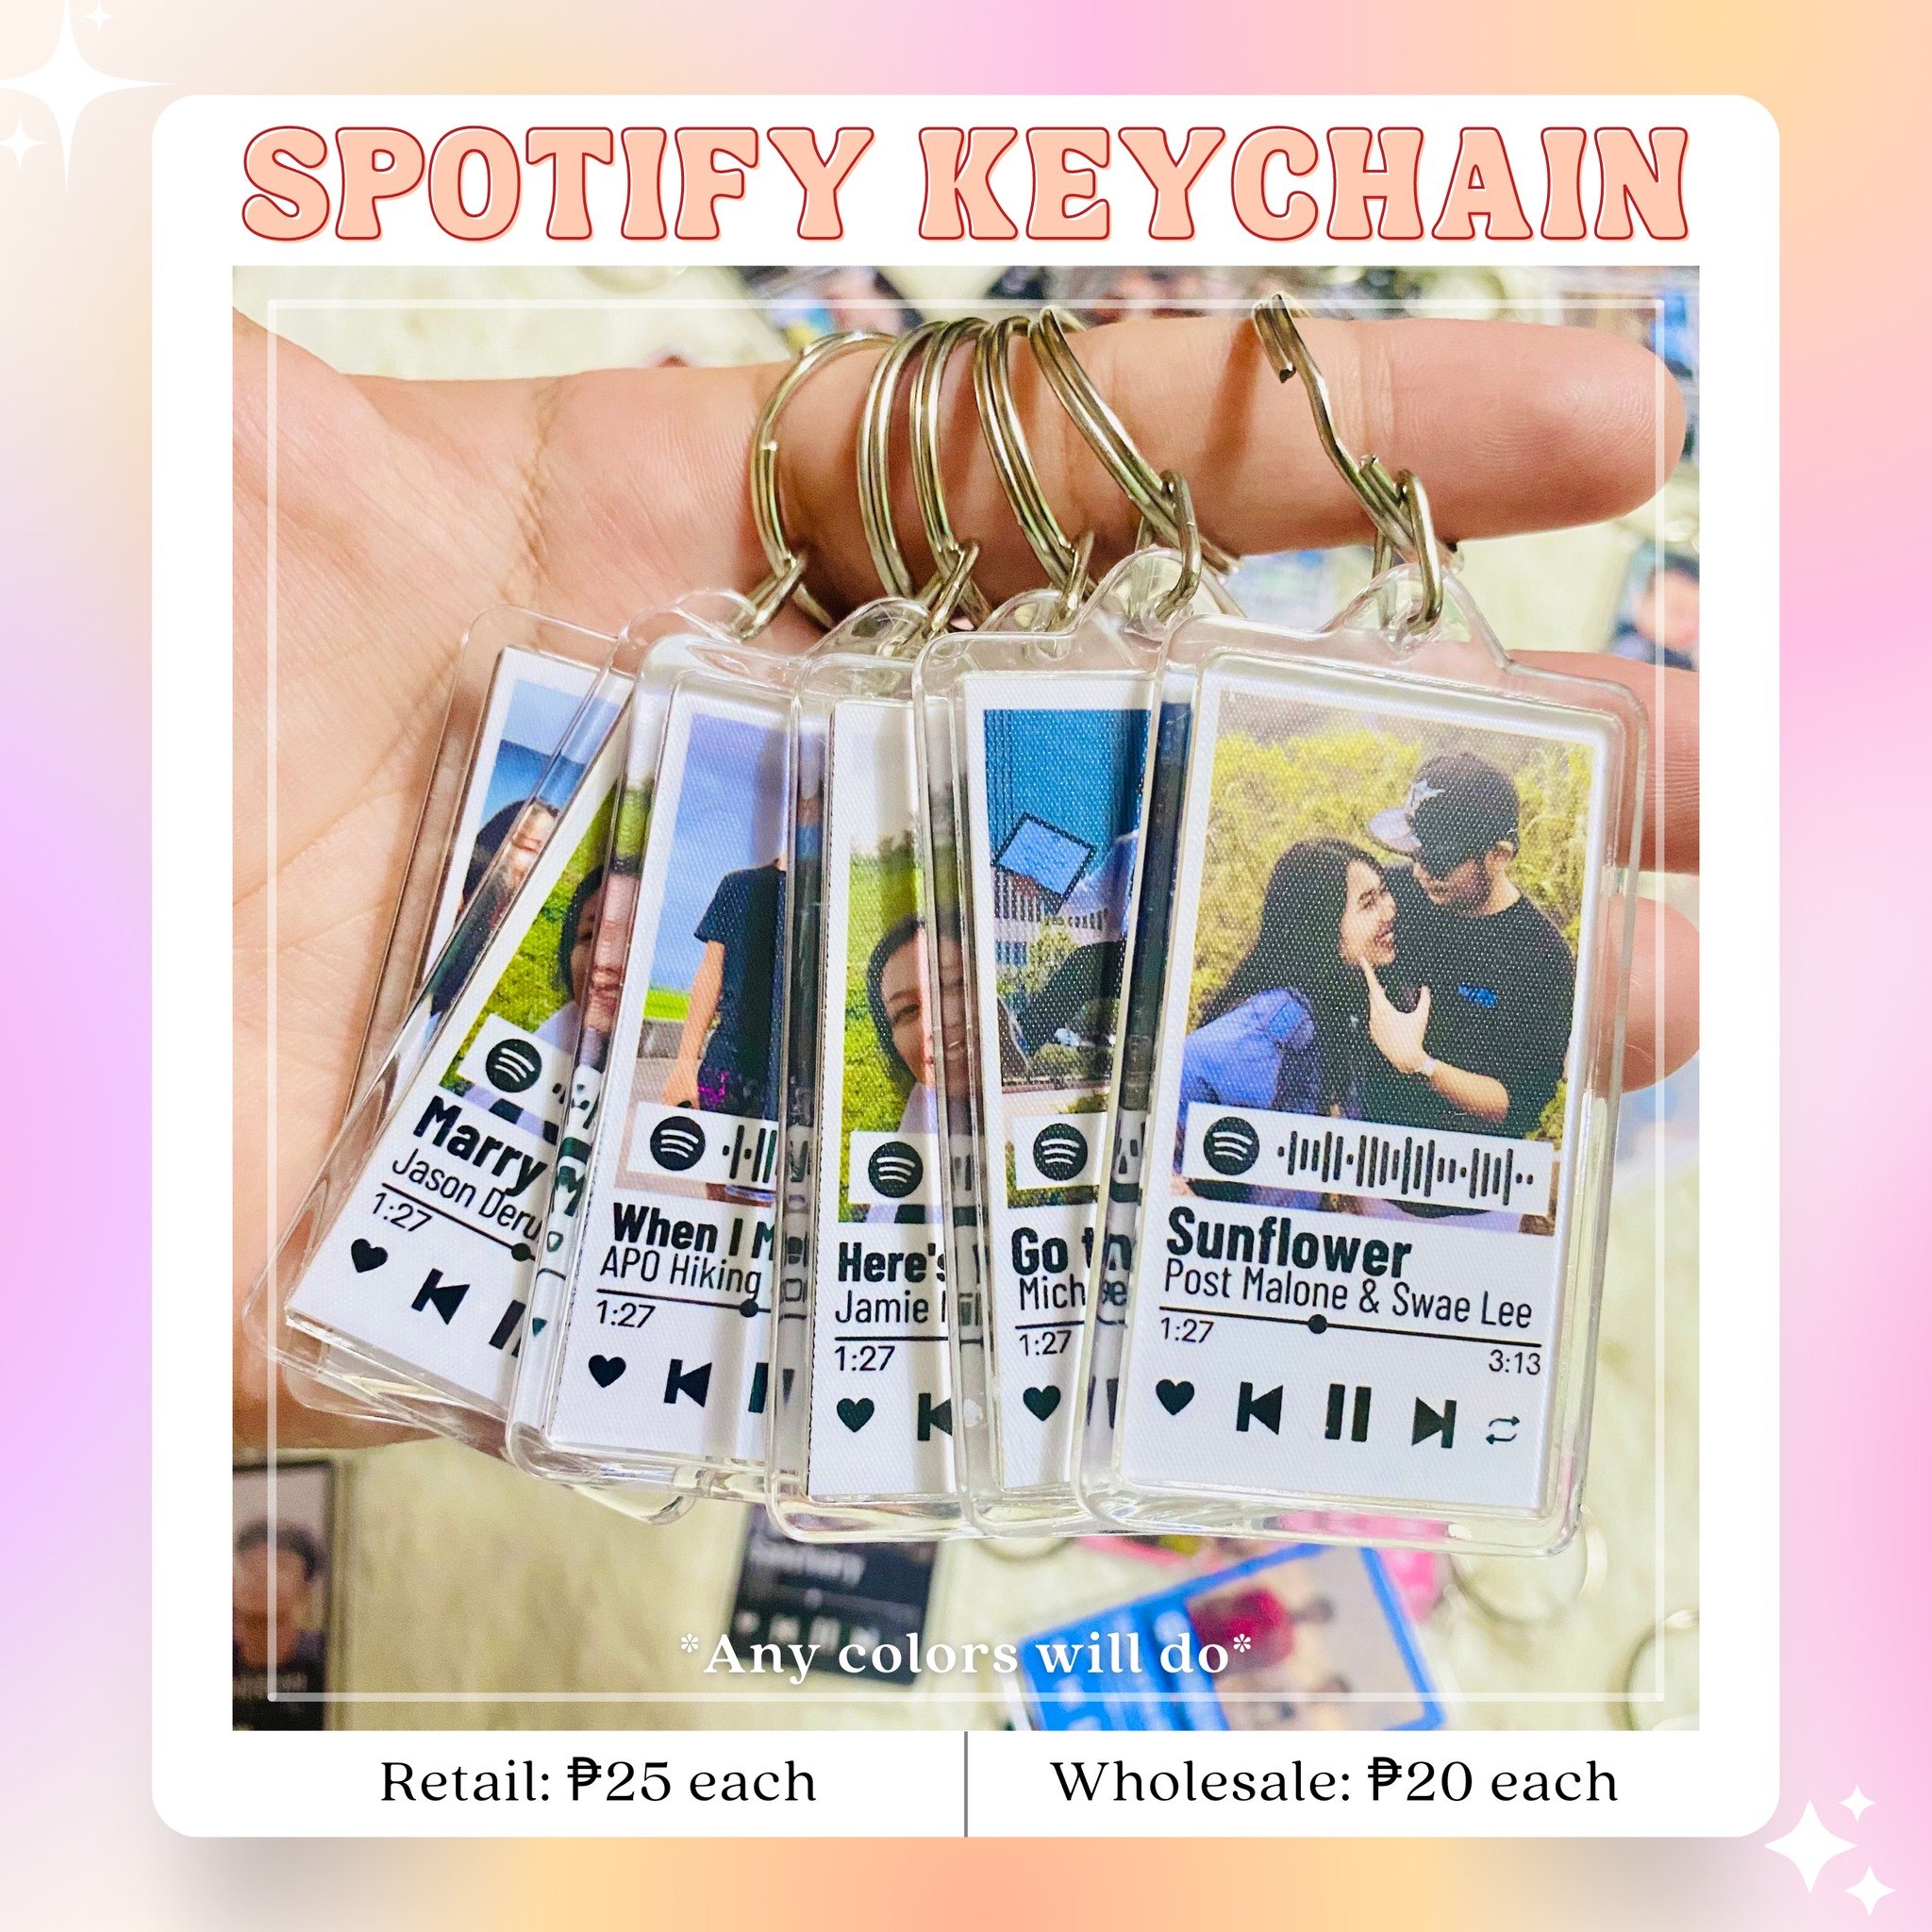 SPOTIFY KEYCHAIN
Marry
Jason Deru
1:27
When I M
APO Hiking
1:27
Here's
Jamie
1:27
Go
Mich
1:27
Sunflower
Post Malone & Swae Lee
1:27
3:13
*Any colors will do*
Retail: ₱25 each
Wholesale: ₱20 each